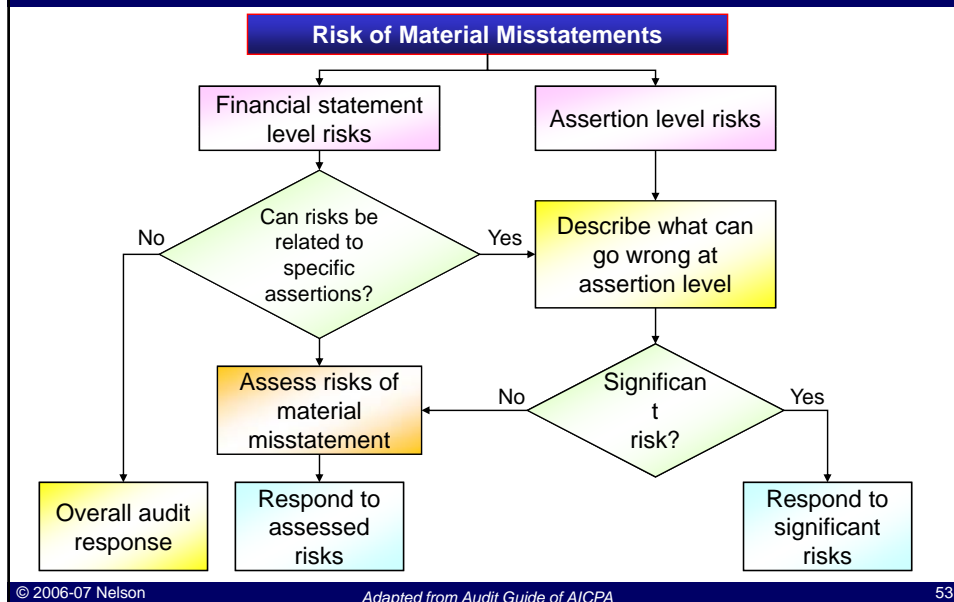 Risk of Material Misstatements
Financial statement
level risks
Assertion level risks
Can risks be
related to
specific
assertions?
No
Yes
Describe what can
go wrong at
assertion level
Assess risks of
material
misstatement
No
Significan
t
risk?
Yes
Overall audit
response
Respond to
assessed
risks
Respond to
significant
risks
© 2006-07 Nelson
Adapted from Audit Guide of AICPA
53